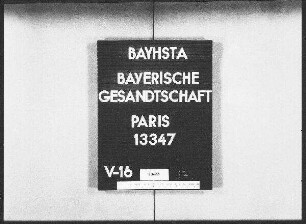 BAYHSTA
BAYERISCHE
GESANDTSCHAFT
PARIS
13347
V-16